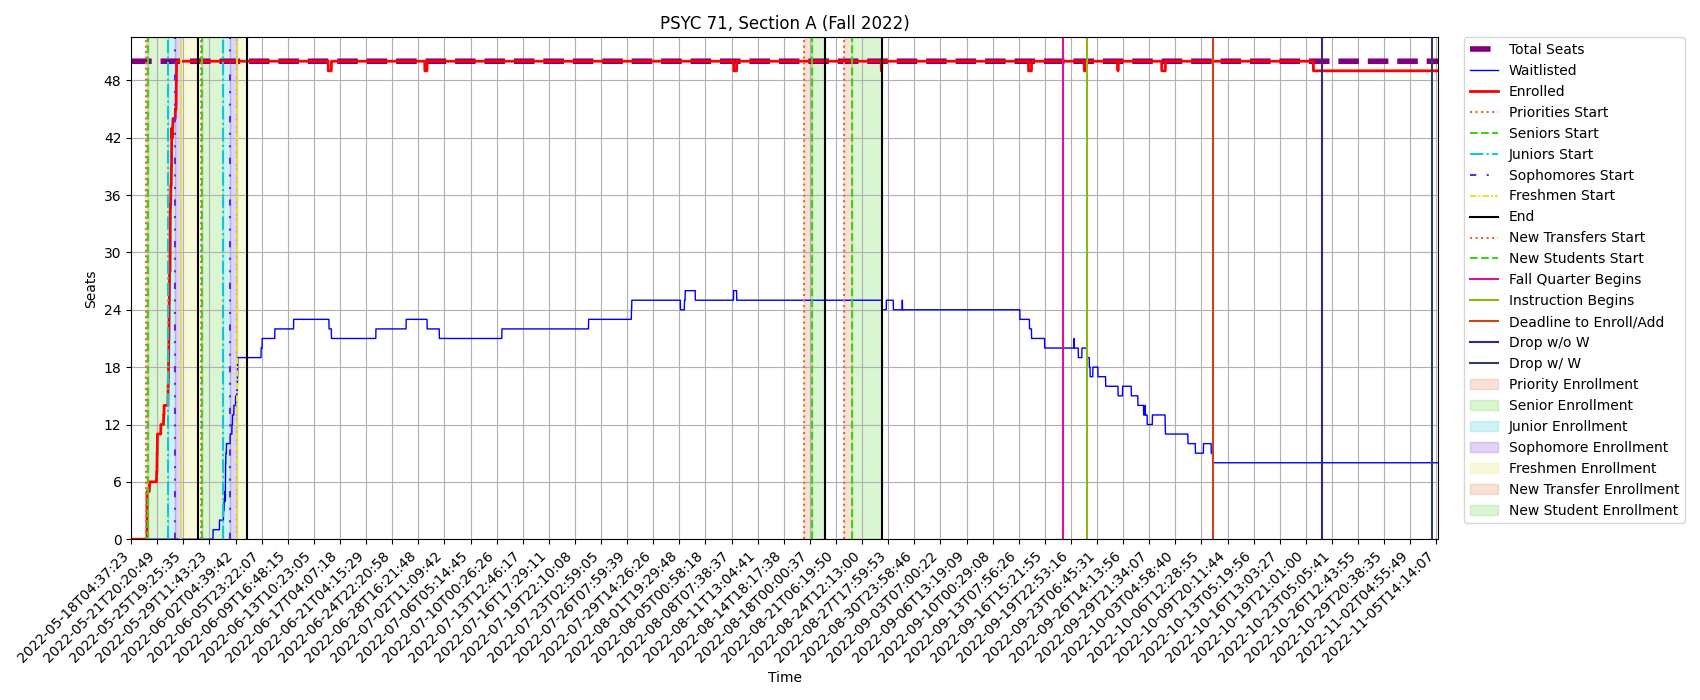 PSYC 71, Section A (Fall 2022)
Seats
48
42
36
30
24
18
12
6
0
2022-05-18T04:37:23
2022-05-21T20:20:49
2022-05-25T19:25:35
2022-05-29T11:43:23
2022-06-02T04:39:42
2022-06-05T23:22:07
2022-06-09T16:48:15
2022-06-13T10:23:05
2022-06-17T04:07:18
2022-06-21T04:15:29
2022-06-24T22:20:58
2022-06-28T16:21:48
2022-07-02T11:09:42
2022-07-06T05:14:45
2022-07-10T00:26:26
2022-07-13T12:46:17
2022-07-16T17:29:11
2022-07-19T22:10:08
2022-07-23T02:59:05
2022-07-26T07:59:39
2022-07-29T14:26:26
2022-08-01T19:29:48
2022-08-05T00:58:18
2022-08-08T07:38:37
2022-08-11T13:04:41
2022-08-14T18:17:38
2022-08-18T00:00:37
2022-08-21T06:19:50
2022-08-24T12:13:00
2022-08-27T17:59:53
2022-08-30T23:58:46
2022-09-03T07:00:22
2022-09-06T13:19:09
2022-09-10T00:29:08
2022-09-13T07:56:26
2022-09-16T15:21:55
2022-09-19T22:53:16
2022-09-23T06:45:31
2022-09-26T14:13:56
2022-09-29T21:34:07
2022-10-03T04:58:40
2022-10-06T12:28:55
2022-10-09T20:11:44
2022-10-13T05:19:56
2022-10-16T13:03:27
2022-10-19T21:01:00
2022-10-23T05:05:41
2022-10-26T12:43:55
2022-10-29T20:38:35
2022-11-02T04:55:49
2022-11-05T14:14:07
Time
Total Seats
Waitlisted
Enrolled
Priorities Start
Seniors Start
Juniors Start
Sophomores Start
Freshmen Start
End
New Transfers Start
New Students Start
Fall Quarter Begins
Instruction Begins
Deadline to Enroll/Add
Drop w/o W
Drop w/ W
Priority Enrollment
Senior Enrollment
Junior Enrollment
Sophomore Enrollment
Freshmen Enrollment
New Transfer Enrollment
New Student Enrollment